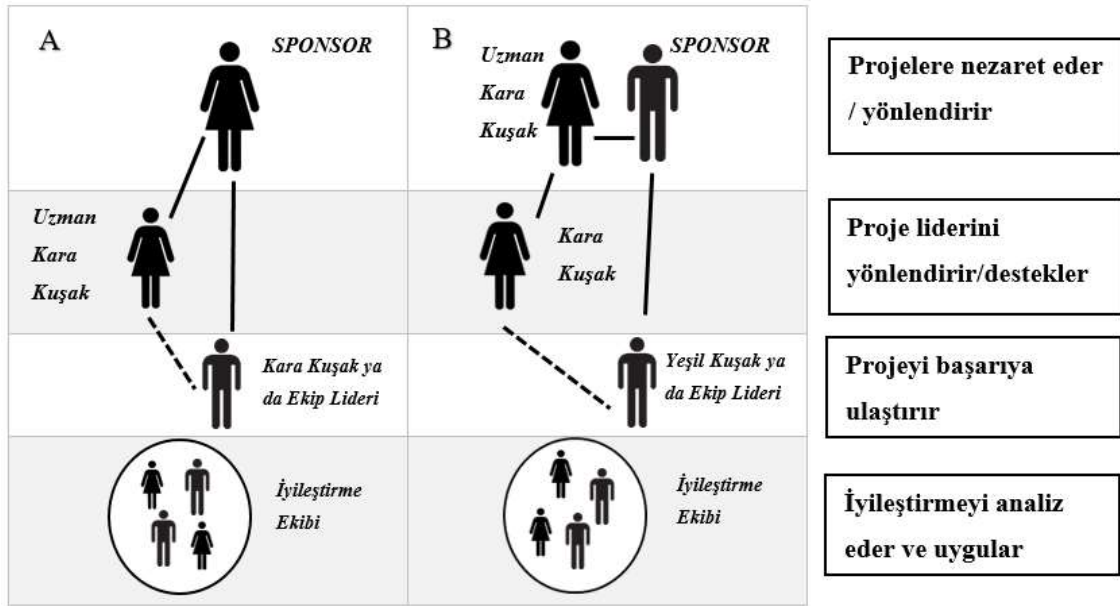 A
SPONSOR
Uzman
Kara
Kuşak
Kara Kuşak ya
da Ekip Lideri
İyileştirme
Ekibi
B
Uzman
Kara
Kuşak
SPONSOR
Kara
Kuşak
Yeşil Kuşak ya
da Ekip Lideri
İyileştirme
Ekibi
Projelere nezaret eder
/ yönlendirir
Proje liderini
yönlendirir/destekler
Projeyi başarıya
ulaştırır
İyileştirmeyi analiz
eder ve uygular